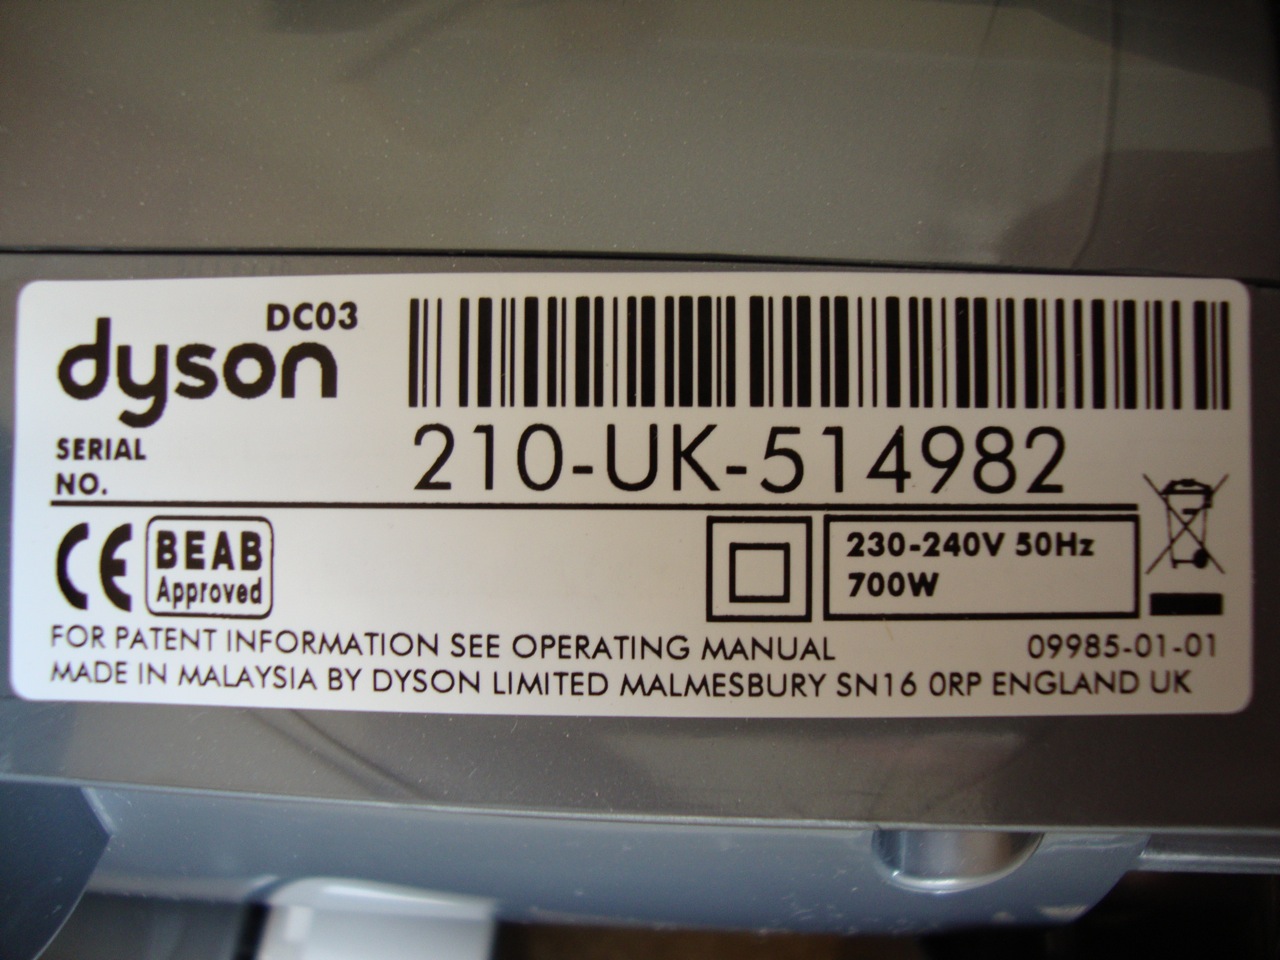 DC03
dyson
SERIAL
NO.
210-UK-514982
CE
BEAB
Approved
230-240V 50Hz
700W
FOR PATENT INFORMATION SEE OPERATING MANUAL
09985-01-01
MADE IN MALAYSIA BY DYSON LIMITED MALMESBURY SN16 0RP ENGLAND UK